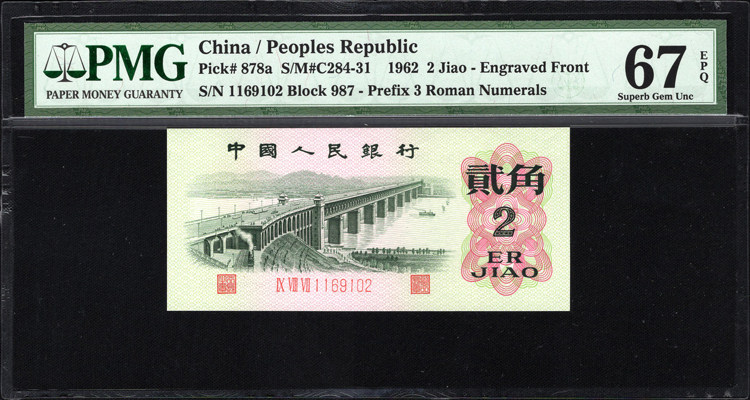 PMG
PAPER MONEY GUARANTY
China / Peoples Republic
Pick# 878a S/M#C284-31 1962 2 Jiao - Engraved Front
S/N 1169102 Block 987 - Prefix 3 Roman Numerals
67
EPQ
Superb Gem Unc
中國人民銀行
貳角
2
ER
JIAO
IX VIII VII 1169102